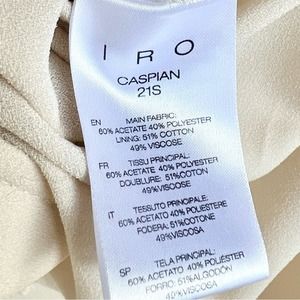 I R O
CASPIAN
21S
EN MAIN FABRIC:
60% ACETATE 40% POLYESTER
LINING: 51% COTTON
49% VISCOSE
FR TISSU PRINCIPAL:
60% ACETATE 40% POLYESTER
DOUBLURE: 51%COTON
49%VISCOSE
IT TESSUTO PRINCIPALE:
60% ACETATO 40% POLIESTERE
FODERA: 51%COTONE
49%VISCOSA
SP TELA PRINCIPAL:
60% ACETATO 40% POLIÉSTER
FORRO: 51%ALGODÓN
49%VISCOSA